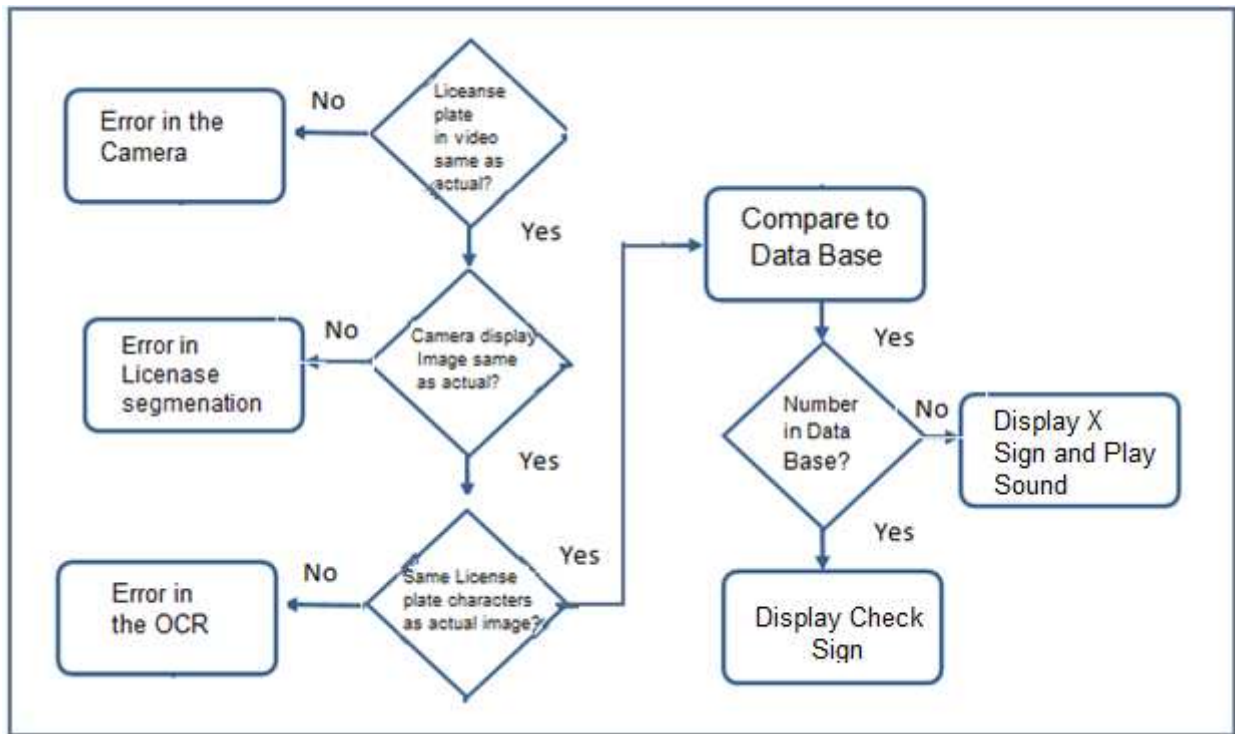 Liceanse
plate
in video
same as
actual?
No
Error in the
Camera
Yes
Camera display
Image same
as actual?
No
Error in
Licenase
segmenation
Yes
Same License
plate characters
as actual image?
No
Error in
the OCR
Yes
Compare to
Data Base
Yes
Number
in Data
Base?
No
Display X
Sign and Play
Sound
Yes
Display Check
Sign